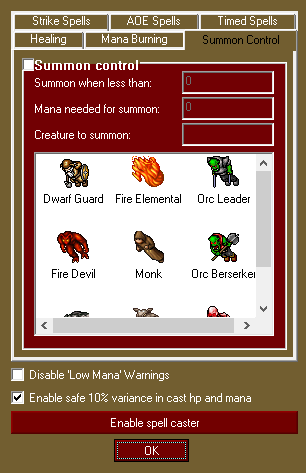 Strike Spells AOE Spells Timed Spells
Healing Mana Burning Summon Control
Summon control
Summon when less than: 0
Mana needed for summon: 0
Creature to summon:
Dwarf Guard Fire Elemental Orc Leader
Fire Devil Monk Orc Berserker
Disable 'Low Mana' Warnings
Enable safe 10% variance in cast hp and mana
Enable spell caster
OK